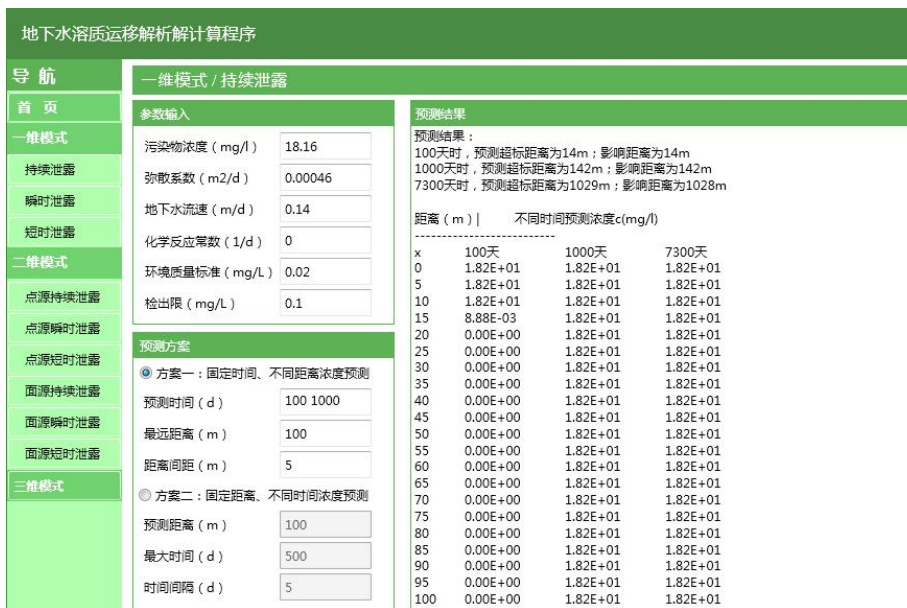 地下水溶质运移解析解计算程序
导 航
首 页
一维模式
持续泄露
瞬时泄露
短时泄露
二维模式
点源持续泄露
点源瞬时泄露
点源短时泄露
面源持续泄露
面源瞬时泄露
面源短时泄露
三维模式
一维模式 / 持续泄露
参数输入
污染物浓度（mg/l） 18.16
弥散系数（m2/d） 0.00046
地下水流速（m/d） 0.14
化学反应常数（1/d） 0
环境质量标准（mg/L） 0.02
检出限（mg/L） 0.1
预测方案
方案一：固定时间、不同距离浓度预测
预测时间（d） 100 1000
最远距离（m） 100
距离间距（m） 5
方案二：固定距离、不同时间浓度预测
预测距离（m） 100
最大时间（d） 500
时间间隔（d） 5
预测结果
预测结果：
100天时，预测超标距离为14m；影响距离为14m
1000天时，预测超标距离为142m；影响距离为142m
7300天时，预测超标距离为1029m；影响距离为1028m
距离（m）| 不同时间预测浓度c(mg/l)
--------------------------
x 100天 1000天 7300天
0 1.82E+01 1.82E+01 1.82E+01
5 1.82E+01 1.82E+01 1.82E+01
10 1.82E+01 1.82E+01 1.82E+01
15 8.88E-03 1.82E+01 1.82E+01
20 0.00E+00 1.82E+01 1.82E+01
25 0.00E+00 1.82E+01 1.82E+01
30 0.00E+00 1.82E+01 1.82E+01
35 0.00E+00 1.82E+01 1.82E+01
40 0.00E+00 1.82E+01 1.82E+01
45 0.00E+00 1.82E+01 1.82E+01
50 0.00E+00 1.82E+01 1.82E+01
55 0.00E+00 1.82E+01 1.82E+01
60 0.00E+00 1.82E+01 1.82E+01
65 0.00E+00 1.82E+01 1.82E+01
70 0.00E+00 1.82E+01 1.82E+01
75 0.00E+00 1.82E+01 1.82E+01
80 0.00E+00 1.82E+01 1.82E+01
85 0.00E+00 1.82E+01 1.82E+01
90 0.00E+00 1.82E+01 1.82E+01
95 0.00E+00 1.82E+01 1.82E+01
100 0.00E+00 1.82E+01 1.82E+01